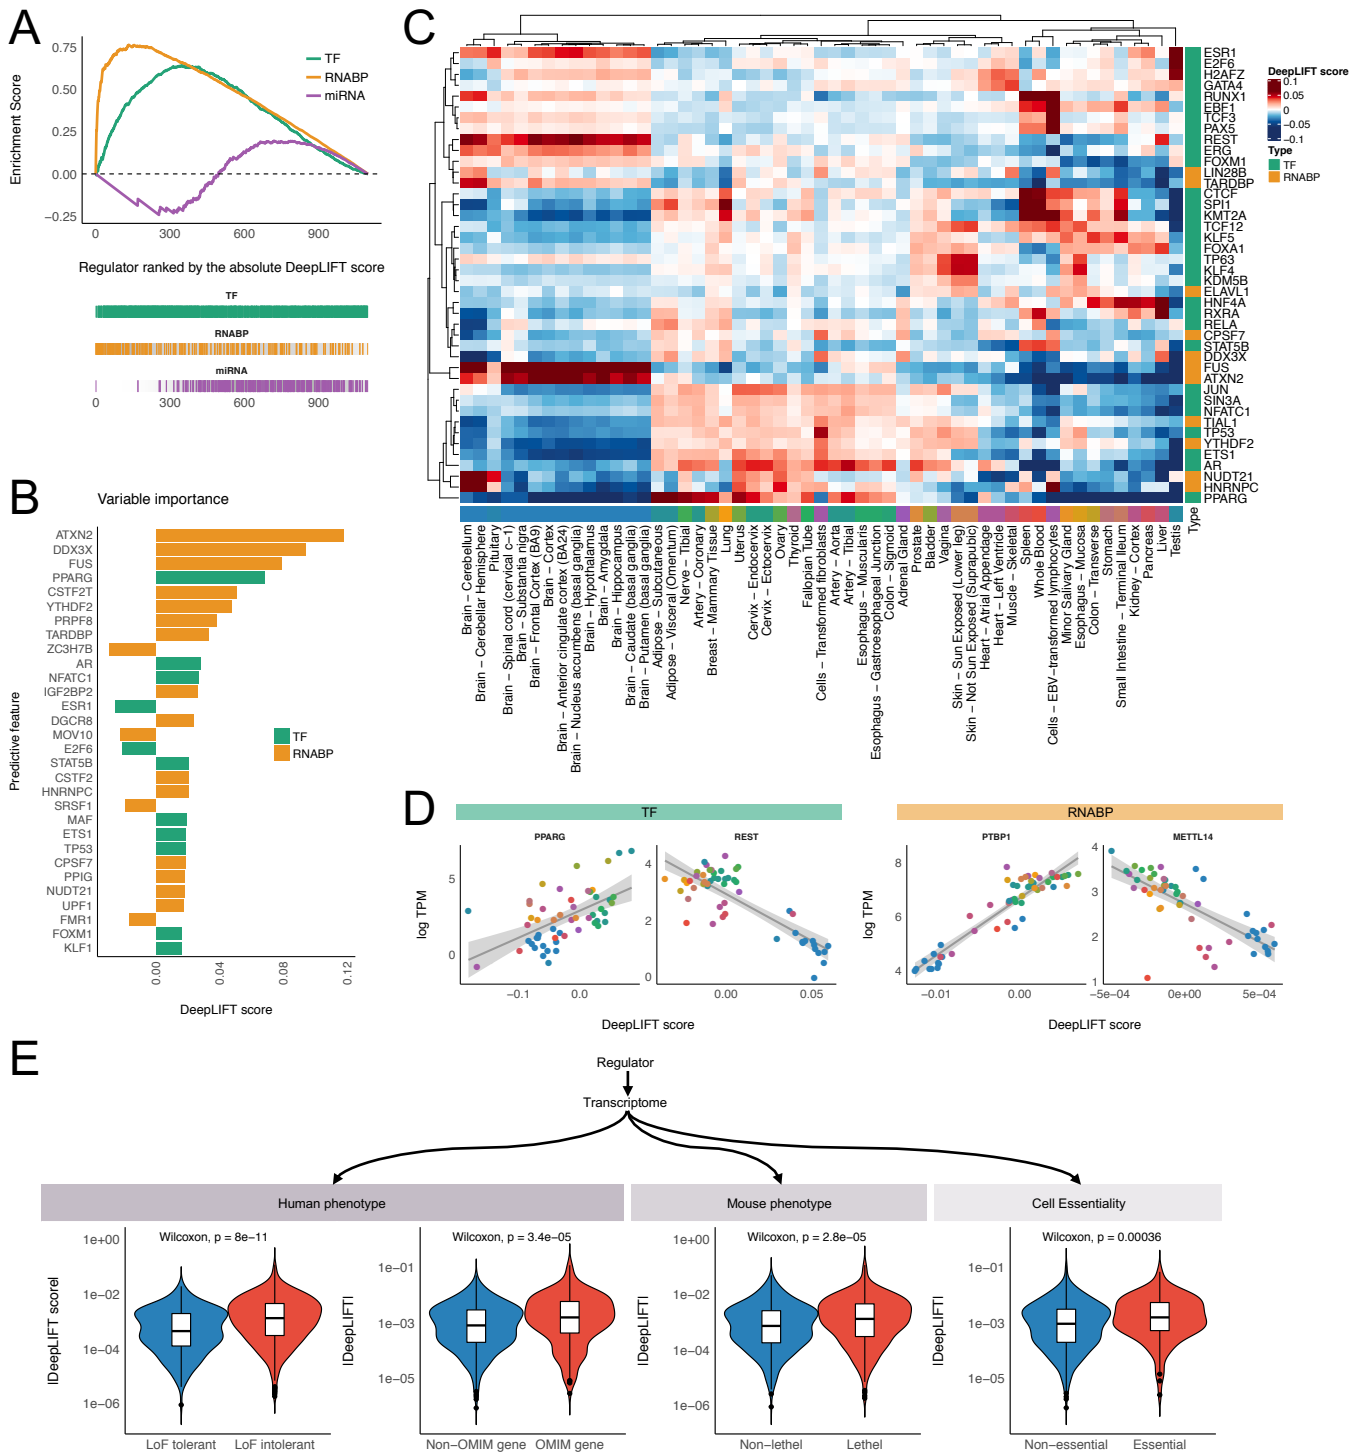 A
0.75
0.50
0.25
0.00
−0.25
Enrichment Score
TF
RNABP
miRNA
0 300 600 900
Regulator ranked by the absolute DeepLIFT score
TF
RNABP
miRNA
0 300 600 900
B
Variable importance
Predictive feature
ATXN2
DDX3X
FUS
PPARG
CSTF2T
YTHDF2
PRPF8
TARDBP
ZC3H7B
AR
NFATC1
IGF2BP2
ESR1
DGCR8
MOV10
E2F6
STAT5B
CSTF2
HNRNPC
SRSF1
MAF
ETS1
TP53
CPSF7
PPIG
NUDT21
UPF1
FMR1
FOXM1
KLF1
TF
RNABP
0.00 0.04 0.08 0.12
DeepLIFT score
C
ESR1
E2F6
H2AFZ
GATA4
RUNX1
EBF1
TCF3
PAX5
REST
ERG
FOXM1
LIN28B
TARDBP
CTCF
SPI1
KMT2A
TCF12
KLF5
FOXA1
TP63
KLF4
KDM5B
ELAVL1
HNF4A
RXRA
RELA
CPSF7
STAT5B
DDX3X
FUS
ATXN2
JUN
SIN3A
NFATC1
TIAL1
TP53
YTHDF2
ETS1
AR
NUDT21
HNRNPC
PPARG
Type
DeepLIFT score
0.1
0.05
0
−0.05
−0.1
Type
TF
RNABP
Brain − Cerebellum
Brain − Cerebellar Hemisphere
Pituitary
Brain − Spinal cord (cervical c−1)
Brain − Substantia nigra
Brain − Frontal Cortex (BA9)
Brain − Cortex
Brain − Anterior cingulate cortex (BA24)
Brain − Nucleus accumbens (basal ganglia)
Brain − Hypothalamus
Brain − Amygdala
Brain − Hippocampus
Brain − Caudate (basal ganglia)
Brain − Putamen (basal ganglia)
Adipose − Subcutaneous
Adipose − Visceral (Omentum)
Nerve − Tibial
Artery − Coronary
Breast − Mammary Tissue
Lung
Uterus
Cervix − Endocervix
Cervix − Ectocervix
Ovary
Thyroid
Fallopian Tube
Cells − Transformed fibroblasts
Artery − Aorta
Artery − Tibial
Esophagus − Muscularis
Esophagus − Gastroesophageal Junction
Colon − Sigmoid
Adrenal Gland
Prostate
Bladder
Vagina
Skin − Sun Exposed (Lower leg)
Skin − Not Sun Exposed (Suprapubic)
Heart − Atrial Appendage
Heart − Left Ventricle
Muscle − Skeletal
Spleen
Whole Blood
Cells − EBV−transformed lymphocytes
Minor Salivary Gland
Esophagus − Mucosa
Colon − Transverse
Stomach
Small Intestine − Terminal Ileum
Kidney − Cortex
Pancreas
Liver
Testis
D
TF
RNABP
PPARG
REST
PTBP1
METTL14
log TPM
5
0
−0.1 0.0
4
2
0
0.00 0.05
log TPM
8
6
4
−0.01 0.00
4
3
2
1
−5e−04 0e+00 5e−04
DeepLIFT score
DeepLIFT score
E
Regulator
Transcriptome
Human phenotype
Mouse phenotype
Cell Essentiality
Wilcoxon, p = 8e−11
|DeepLIFT score|
1e+00
1e−02
1e−04
1e−06
LoF tolerant LoF intolerant
Wilcoxon, p = 3.4e−05
|DeepLIFT|
1e−01
1e−03
1e−05
Non−OMIM gene OMIM gene
Wilcoxon, p = 2.8e−05
|DeepLIFT|
1e+00
1e−02
1e−04
1e−06
Non−lethel Lethel
Wilcoxon, p = 0.00036
|DeepLIFT|
1e−01
1e−03
1e−05
Non−essential Essential